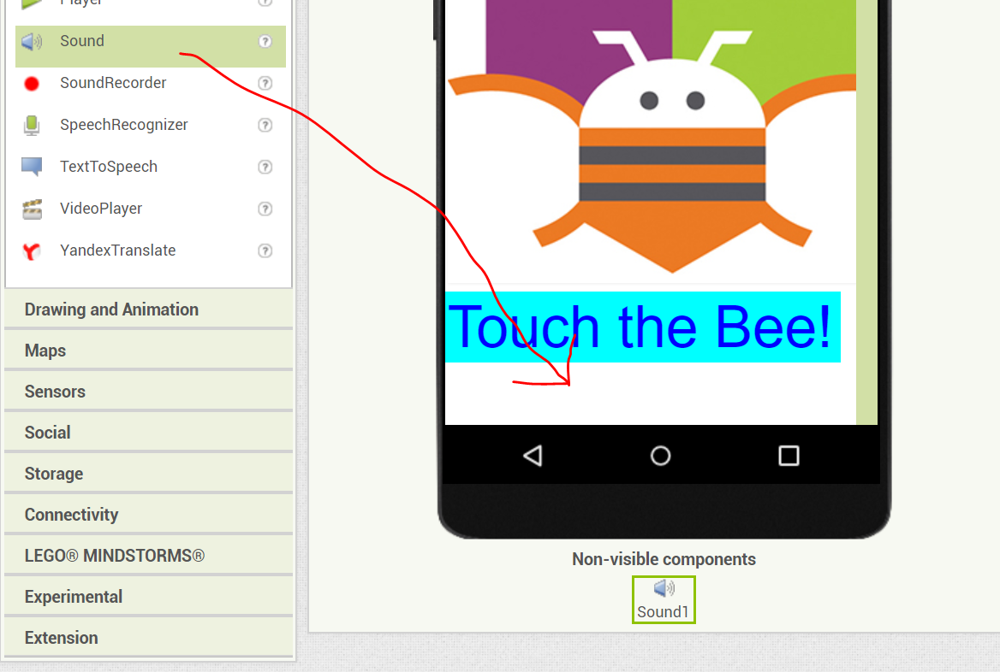 Player
Sound
SoundRecorder
SpeechRecognizer
TextToSpeech
VideoPlayer
YandexTranslate
Drawing and Animation
Maps
Sensors
Social
Storage
Connectivity
LEGO® MINDSTORMS®
Experimental
Extension
Touch the Bee!
Non-visible components
Sound1